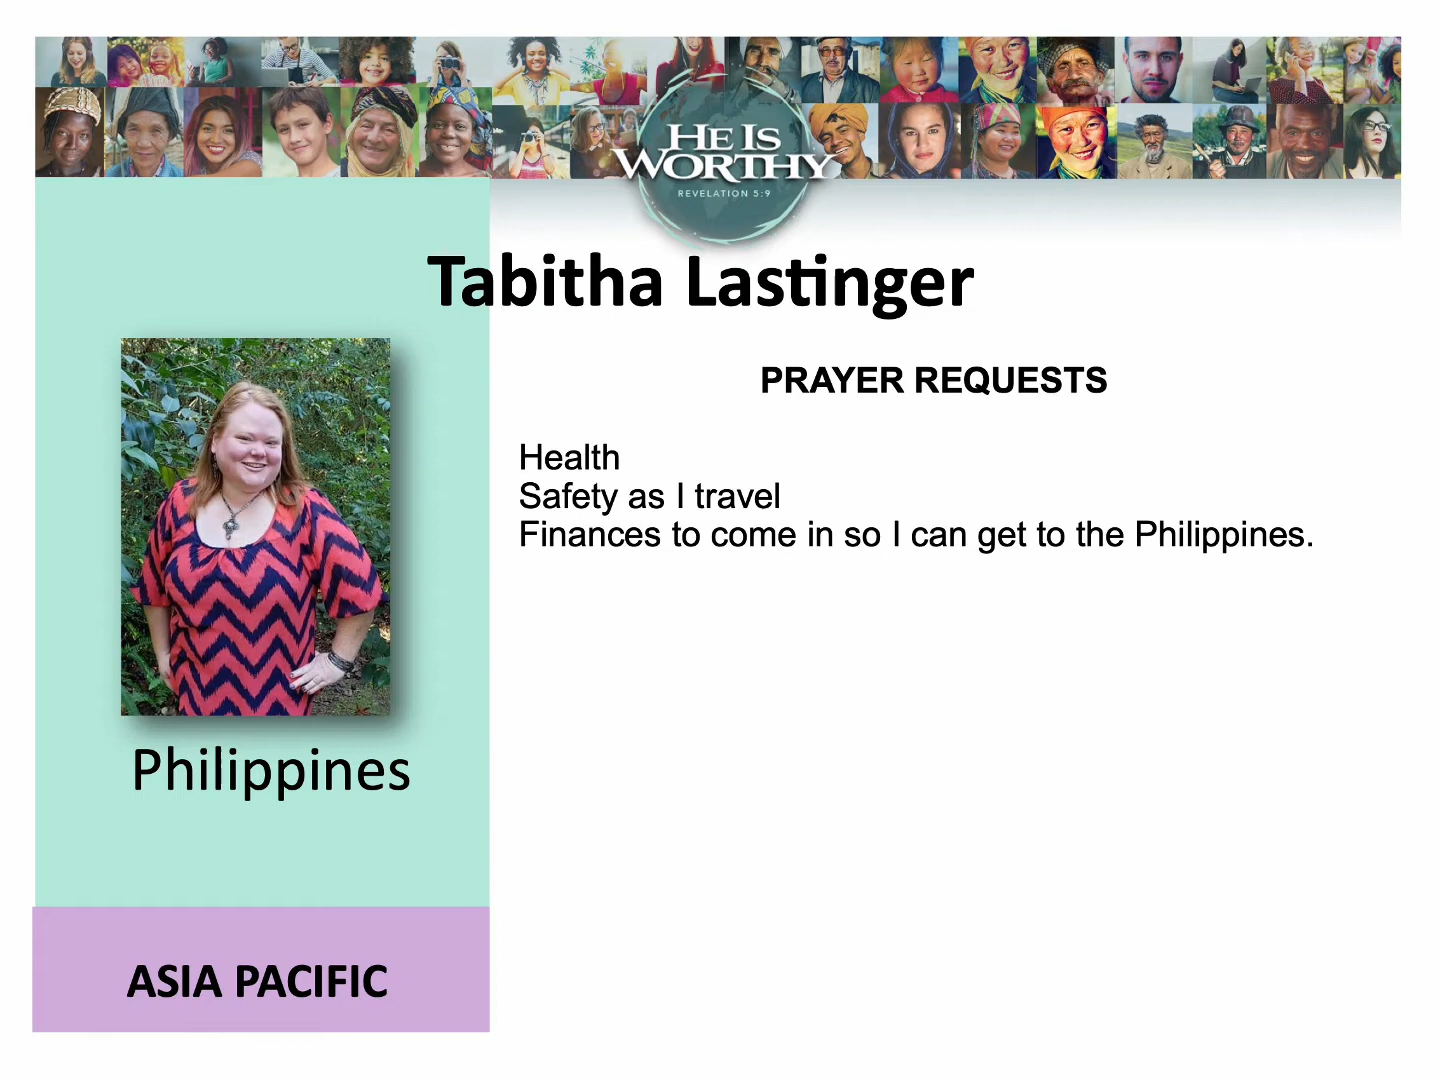 HE IS
WORTHY
REVELATION 5:9
Tabitha Lastinger
PRAYER REQUESTS
Health
Safety as I travel
Finances to come in so I can get to the Philippines.
Philippines
ASIA PACIFIC